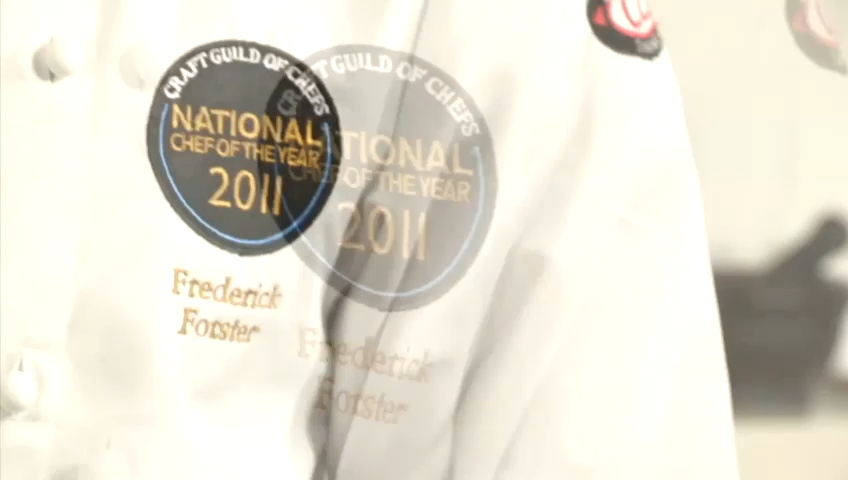 CRAFT GUILD OF CHEFS
NATIONAL
CHEF OF THE YEAR
2011
Frederick
Forster
CRAFT GUILD OF CHEFS
NATIONAL
CHEF OF THE YEAR
2011
Frederick
Forster